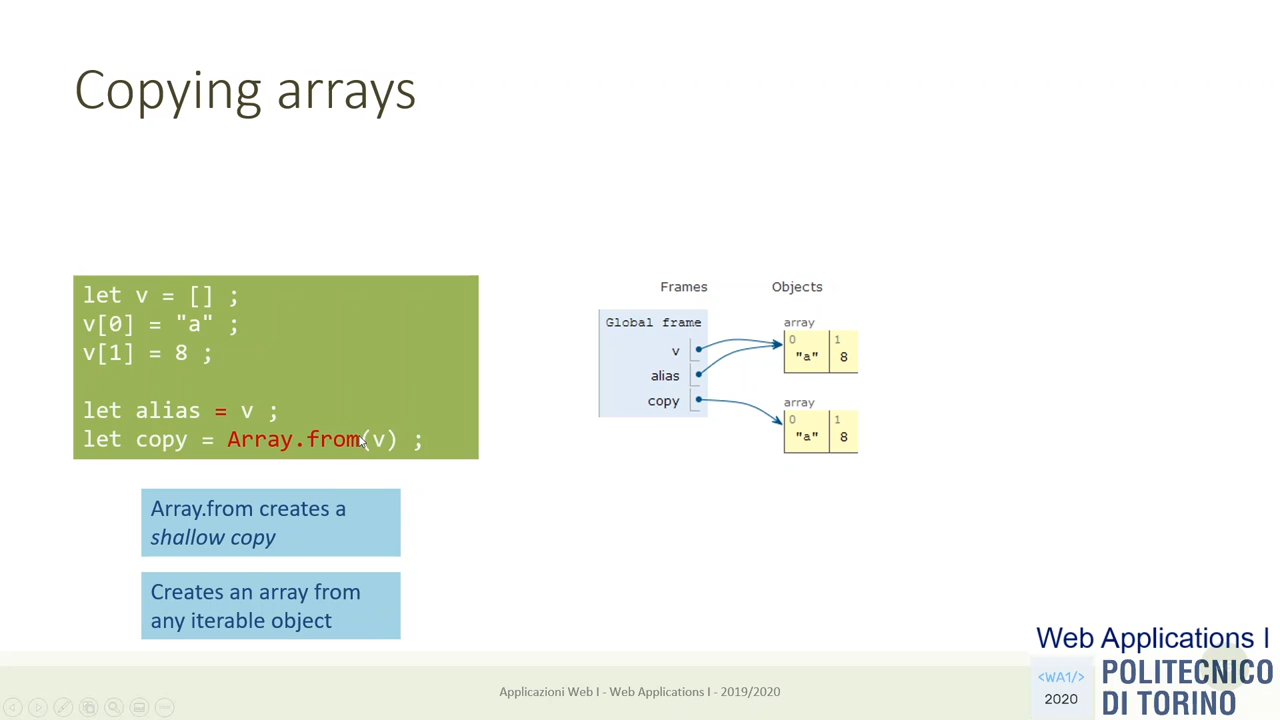 Copying arrays
let v = [] ;
v[0] = "a" ;
v[1] = 8 ;
let alias = v ;
let copy = Array.from(v) ;
Array.from creates a
shallow copy
Creates an array from
any iterable object
Frames
Objects
Global frame
v
alias
copy
array
0 1
"a" 8
array
0 1
"a" 8
Applicazioni Web I - Web Applications I - 2019/2020
Web Applications I
<WA1/>
2020
POLITECNICO
DI TORINO